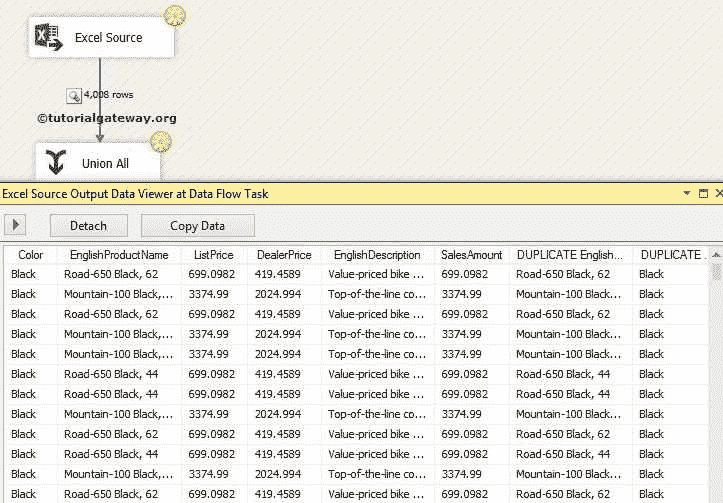 Excel Source
4,008 rows
©tutorialgateway.org
Union All
Excel Source Output Data Viewer at Data Flow Task
Detach Copy Data
Color EnglishProductName ListPrice DealerPrice EnglishDescription SalesAmount DUPLICATE English... DUPLICATE .
Black Road-650 Black, 62 699.0982 419.4589 Value-priced bike ... 699.0982 Road-650 Black, 62 Black
Black Mountain-100 Black,... 3374.99 2024.994 Top-of-the-line co... 3374.99 Mountain-100 Black... Black
Black Road-650 Black, 62 699.0982 419.4589 Value-priced bike ... 699.0982 Road-650 Black, 62 Black
Black Mountain-100 Black,... 3374.99 2024.994 Top-of-the-line co... 3374.99 Mountain-100 Black... Black
Black Mountain-100 Black,... 3374.99 2024.994 Top-of-the-line co... 3374.99 Mountain-100 Black... Black
Black Road-650 Black, 44 699.0982 419.4589 Value-priced bike ... 699.0982 Road-650 Black, 44 Black
Black Road-650 Black, 44 699.0982 419.4589 Value-priced bike ... 699.0982 Road-650 Black, 44 Black
Black Mountain-100 Black,... 3374.99 2024.994 Top-of-the-line co... 3374.99 Mountain-100 Black... Black
Black Road-650 Black, 62 699.0982 419.4589 Value-priced bike ... 699.0982 Road-650 Black, 62 Black
Black Road-650 Black, 44 699.0982 419.4589 Value-priced bike ... 699.0982 Road-650 Black, 44 Black
Black Mountain-100 Black,... 3374.99 2024.994 Top-of-the-line co... 3374.99 Mountain-100 Black... Black
Black Road-650 Black, 62 699.0982 419.4589 Value-priced bike ... 699.0982 Road-650 Black, 62 Black